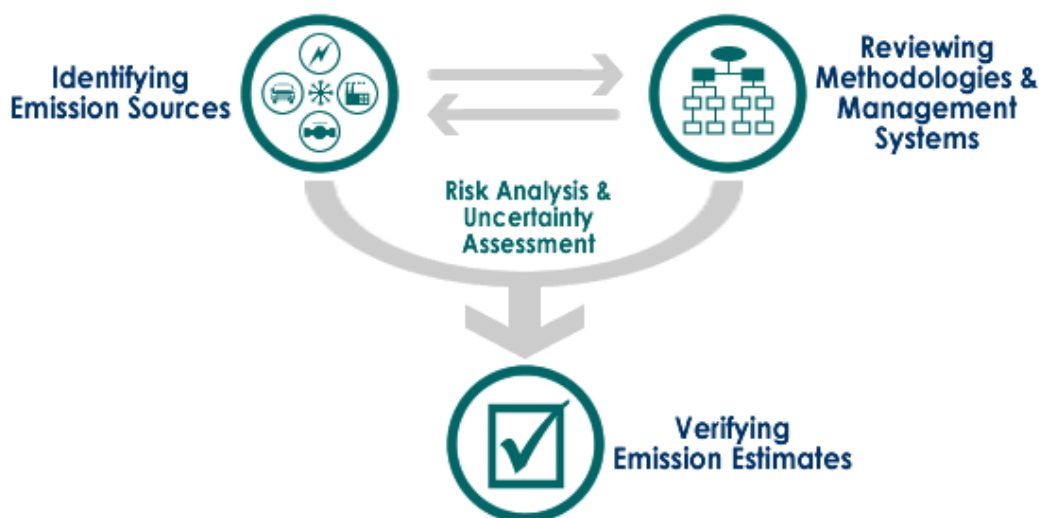 Identifying
Emission Sources
Reviewing
Methodologies &
Management
Systems
Risk Analysis &
Uncertainty
Assessment
Verifying
Emission Estimates